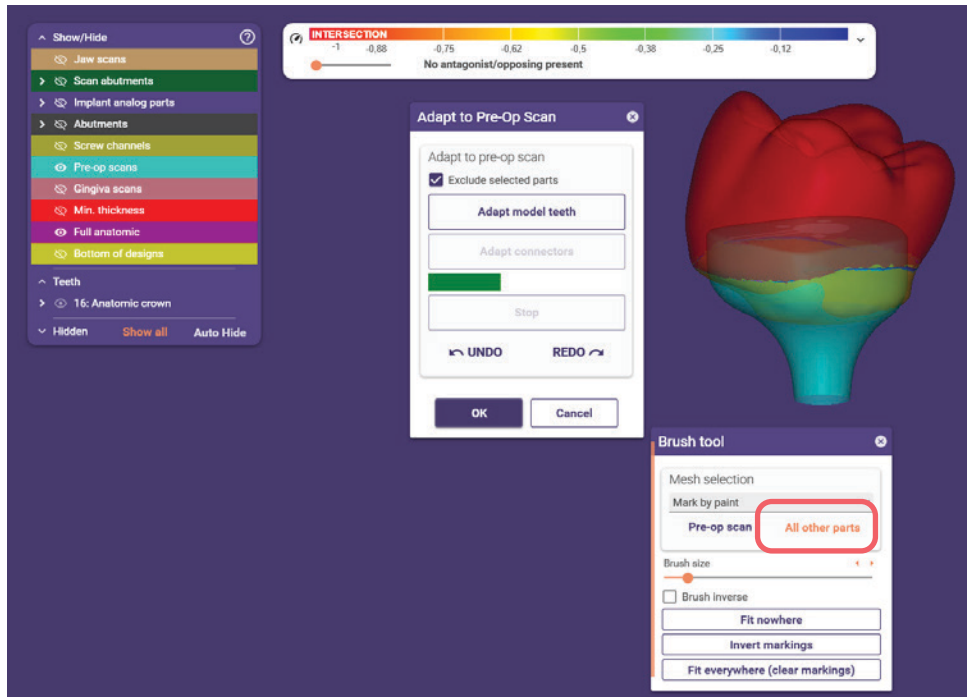 Show/Hide
Jaw scans
Scan abutments
Implant analog parts
Abutments
Screw channels
Pre-op scans
Gingiva scans
Min. thickness
Full anatomic
Bottom of designs
Teeth
16: Anatomic crown
Hidden Show all Auto Hide
INTERSECTION
-1 -0,88 -0,75 -0,62 -0,5 -0,38 -0,25 -0,12
No antagonist/opposing present
Adapt to Pre-Op Scan
Adapt to pre-op scan
Exclude selected parts
Adapt model teeth
Adapt connectors
Stop
UNDO REDO
OK Cancel
Brush tool
Mesh selection
Mark by paint
Pre-op scan All other parts
Brush size
Brush inverse
Fit nowhere
Invert markings
Fit everywhere (clear markings)